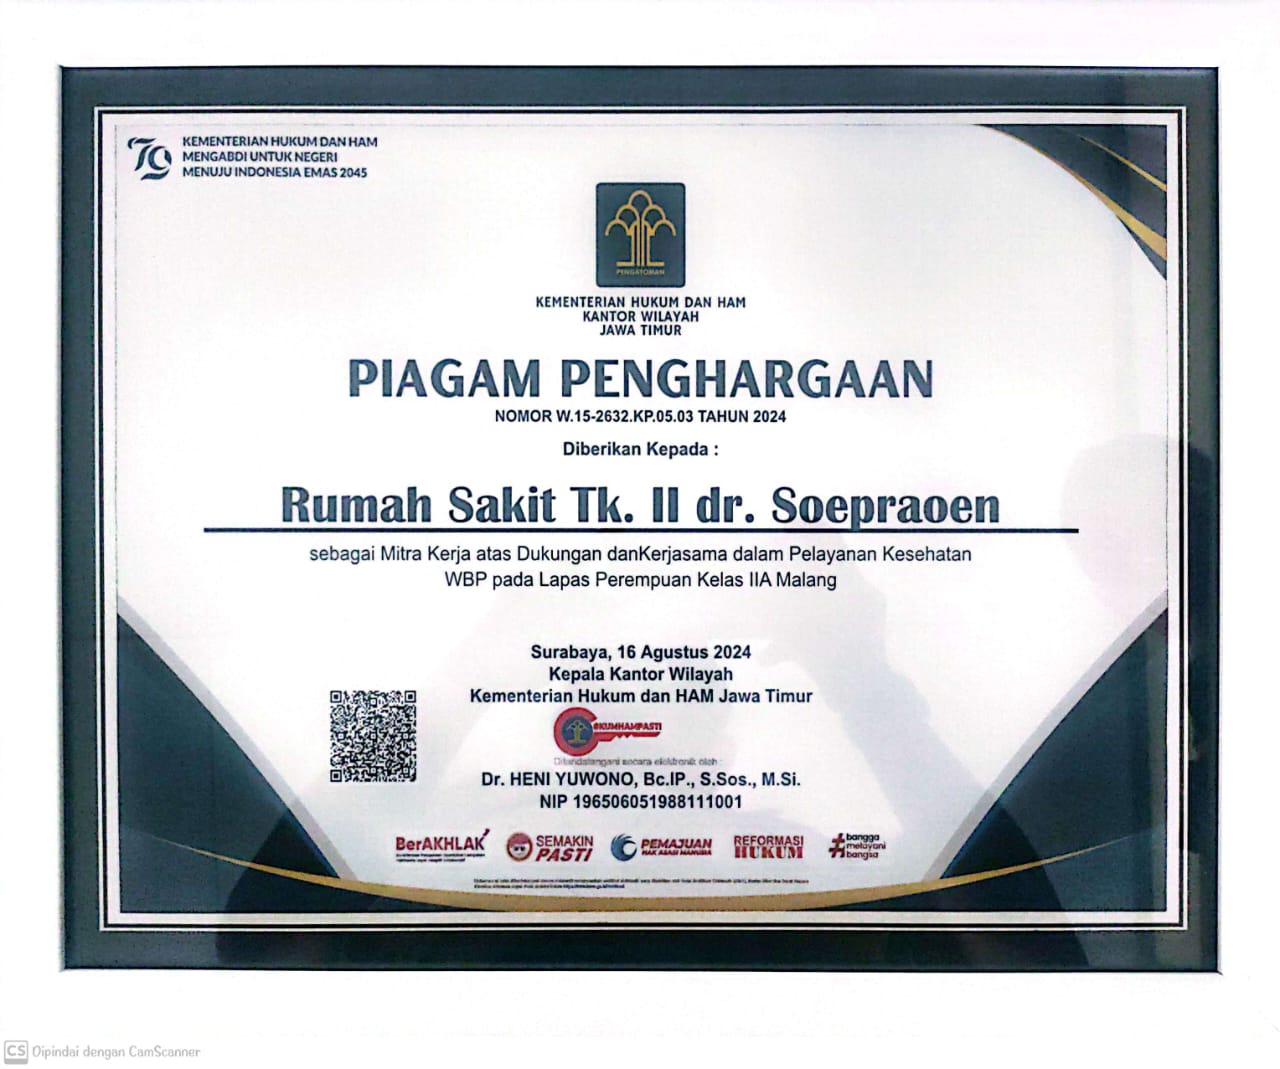 79
KEMENTERIAN HUKUM DAN HAM
MENGABDI UNTUK NEGERI
MENUJU INDONESIA EMAS 2045
PENGAYOMAN
KEMENTERIAN HUKUM DAN HAM
KANTOR WILAYAH
JAWA TIMUR
PIAGAM PENGHARGAAN
NOMOR W.15-2632.KP.05.03 TAHUN 2024
Diberikan Kepada :
Rumah Sakit Tk. II dr. Soepraoen
sebagai Mitra Kerja atas Dukungan danKerjasama dalam Pelayanan Kesehatan
WBP pada Lapas Perempuan Kelas IIA Malang
Surabaya, 16 Agustus 2024
Kepala Kantor Wilayah
Kementerian Hukum dan HAM Jawa Timur
#KUMHAMPASTI
Ditandatangani secara elektronik oleh :
Dr. HENI YUWONO, Bc.IP., S.Sos., M.Si.
NIP 196506051988111001
BerAKHLAK
SEMAKIN
PASTI
PEMAJUAN
HAK ASASI MANUSIA
REFORMASI
HUKUM
#bangga
melayani
bangsa
CS Dipindai dengan CamScanner